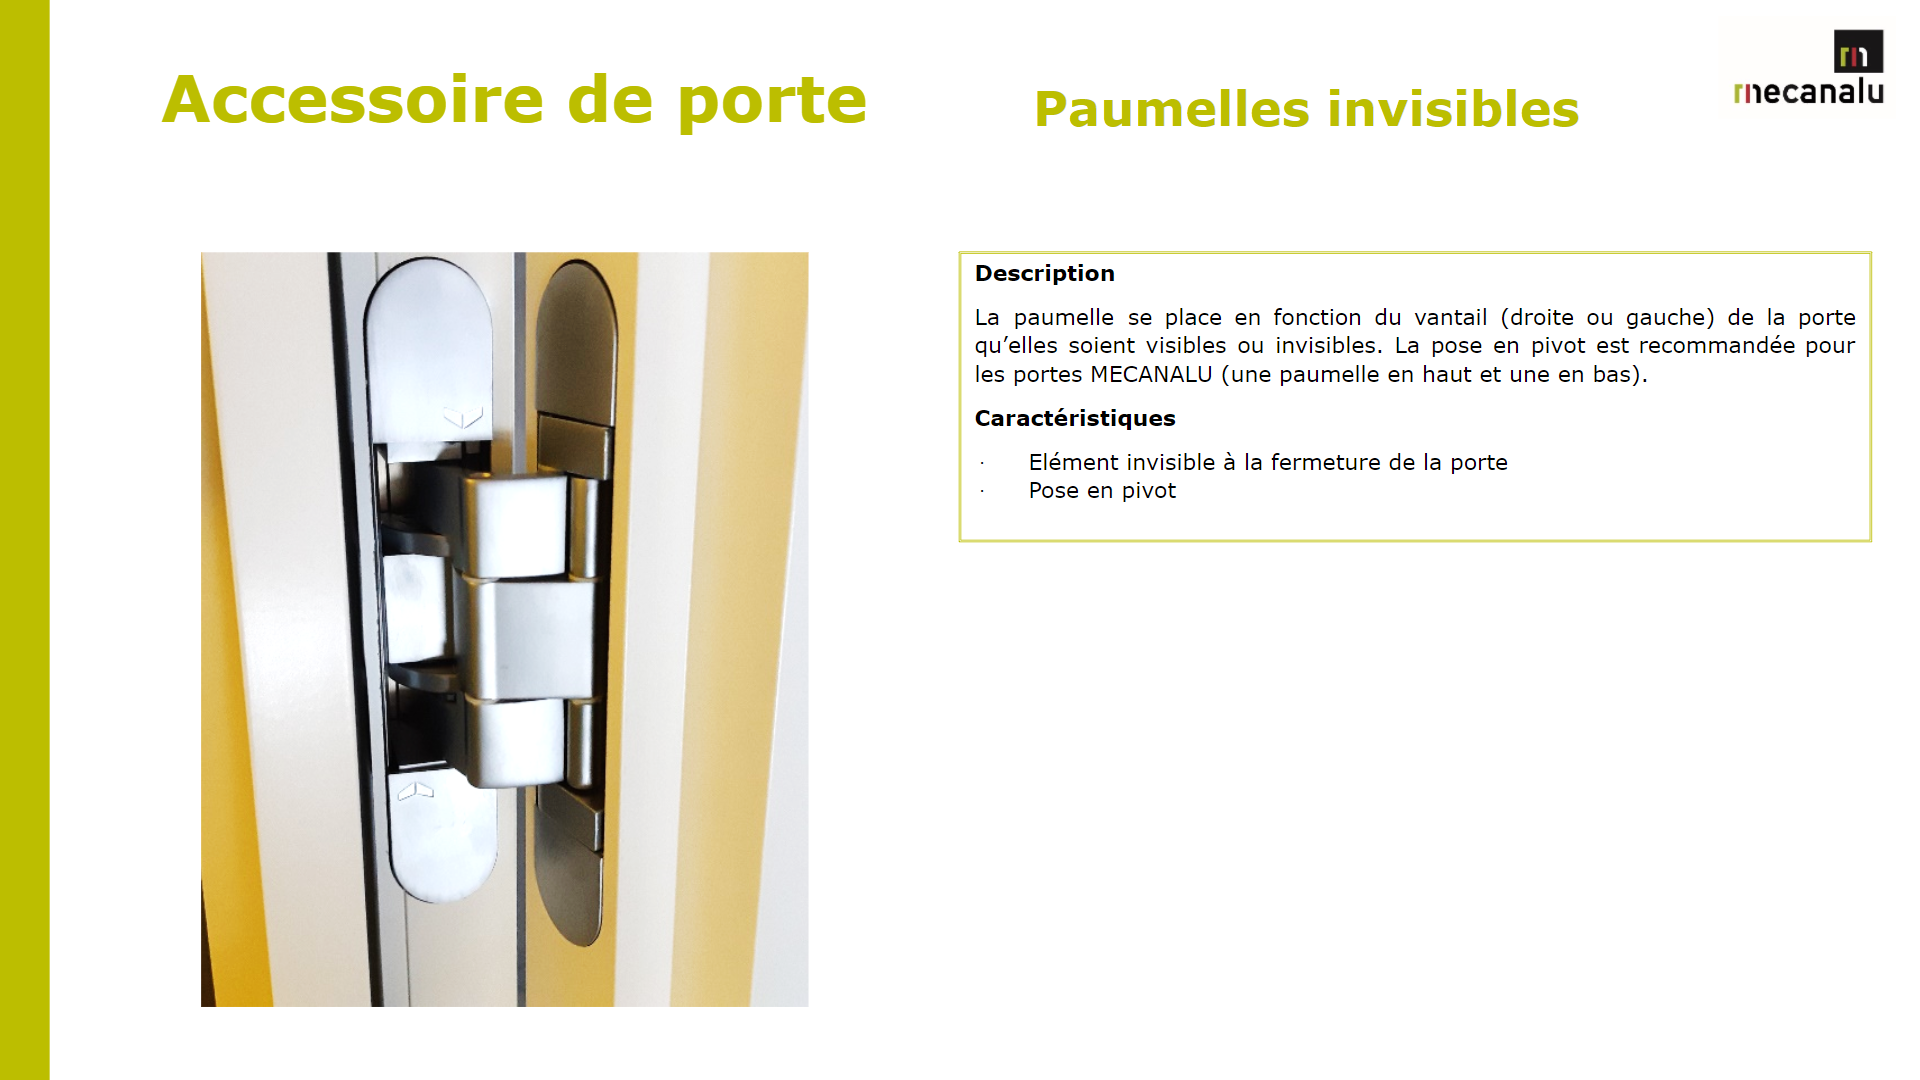 Accessoire de porte
Paumelles invisibles
m
mecanalu
Description
La paumelle se place en fonction du vantail (droite ou gauche) de la porte
qu’elles soient visibles ou invisibles. La pose en pivot est recommandée pour
les portes MECANALU (une paumelle en haut et une en bas).
Caractéristiques
· Elément invisible à la fermeture de la porte
· Pose en pivot